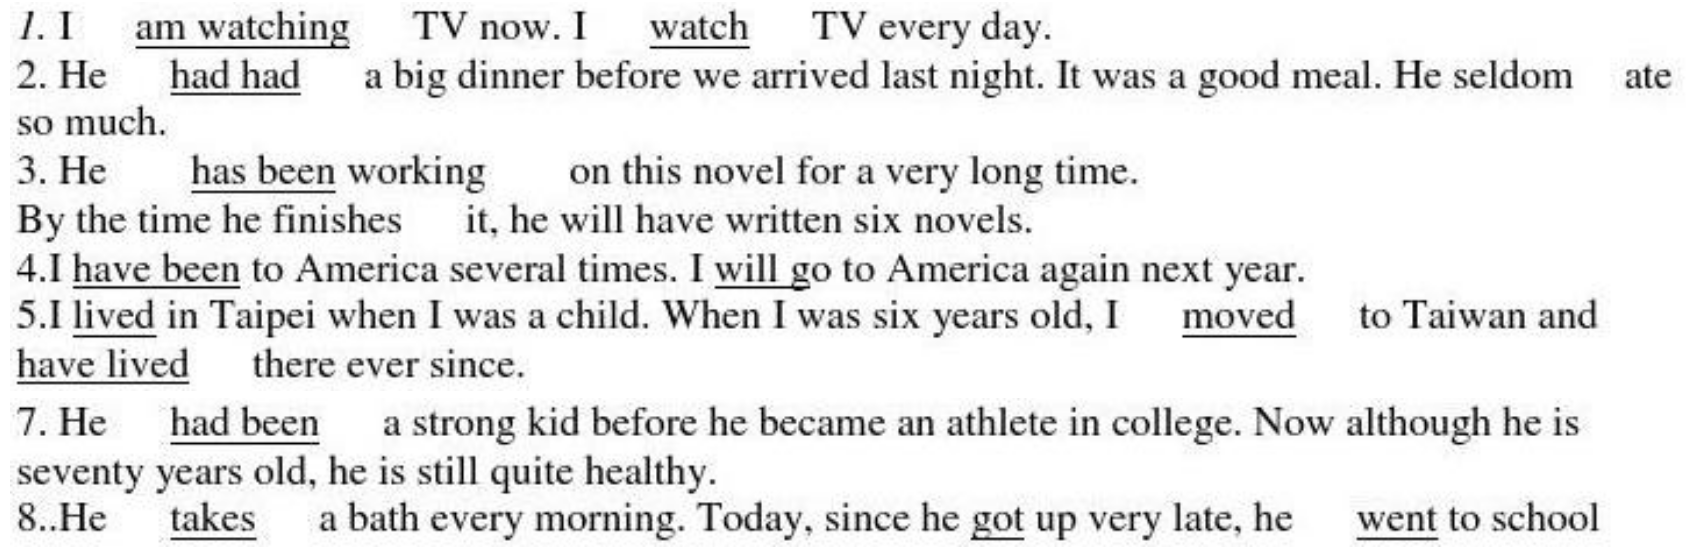 1. I am watching TV now. I watch TV every day.
2. He had had a big dinner before we arrived last night. It was a good meal. He seldom ate
so much.
3. He has been working on this novel for a very long time.
By the time he finishes it, he will have written six novels.
4.I have been to America several times. I will go to America again next year.
5.I lived in Taipei when I was a child. When I was six years old, I moved to Taiwan and
have lived there ever since.
7. He had been a strong kid before he became an athlete in college. Now although he is
seventy years old, he is still quite healthy.
8..He takes a bath every morning. Today, since he got up very late, he went to school